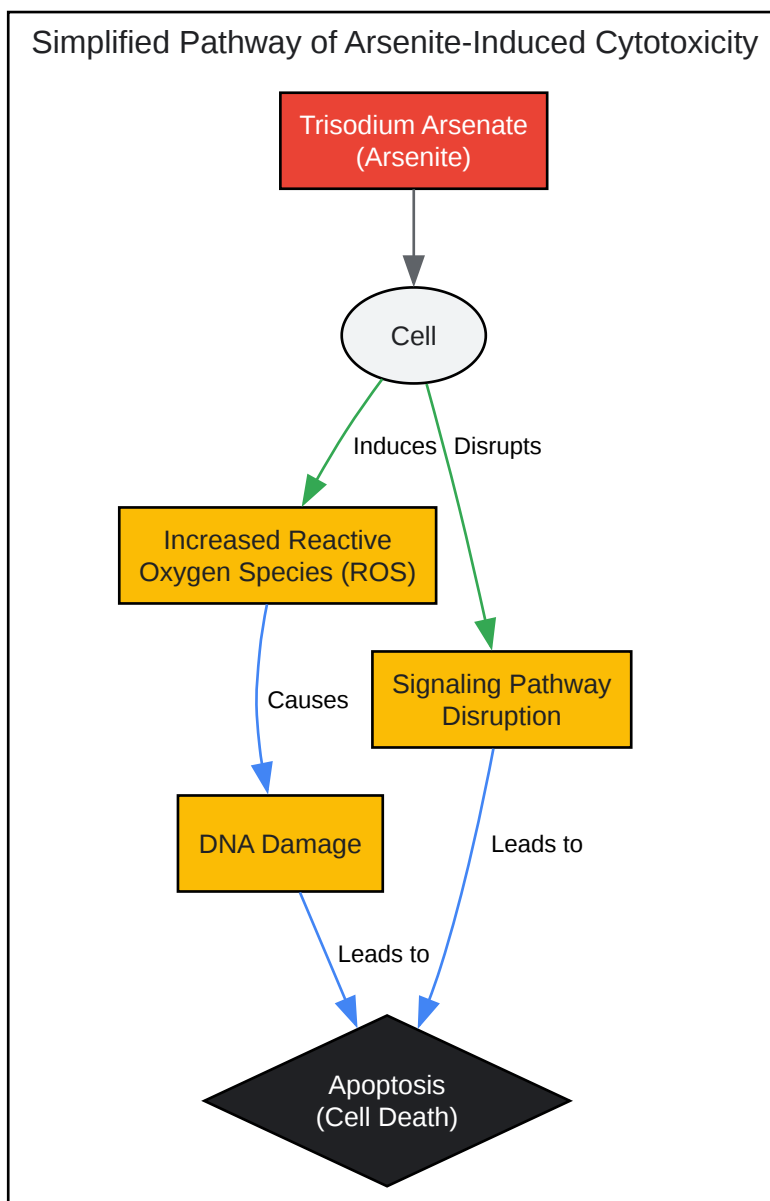 Simplified Pathway of Arsenite-Induced Cytotoxicity
Trisodium Arsenate
(Arsenite)
Cell
Induces
Disrupts
Increased Reactive
Oxygen Species (ROS)
Signaling Pathway
Disruption
Causes
DNA Damage
Leads to
Leads to
Apoptosis
(Cell Death)